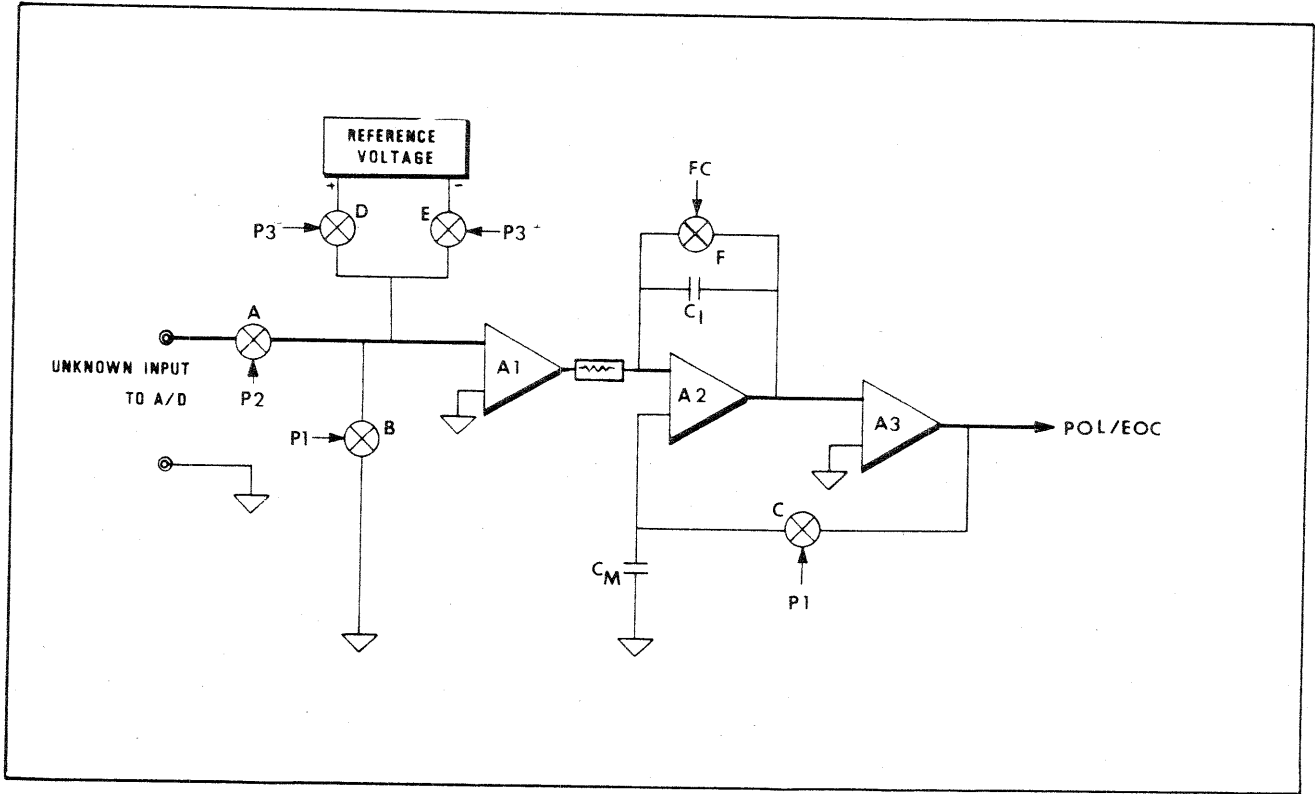 REFERENCE
VOLTAGE
+ -
FC
P3- D E P3+
F
A
C1
UNKNOWN INPUT
TO A/D
P2
A1
A2
A3
P1 B
POL/EOC
C
CM
P1